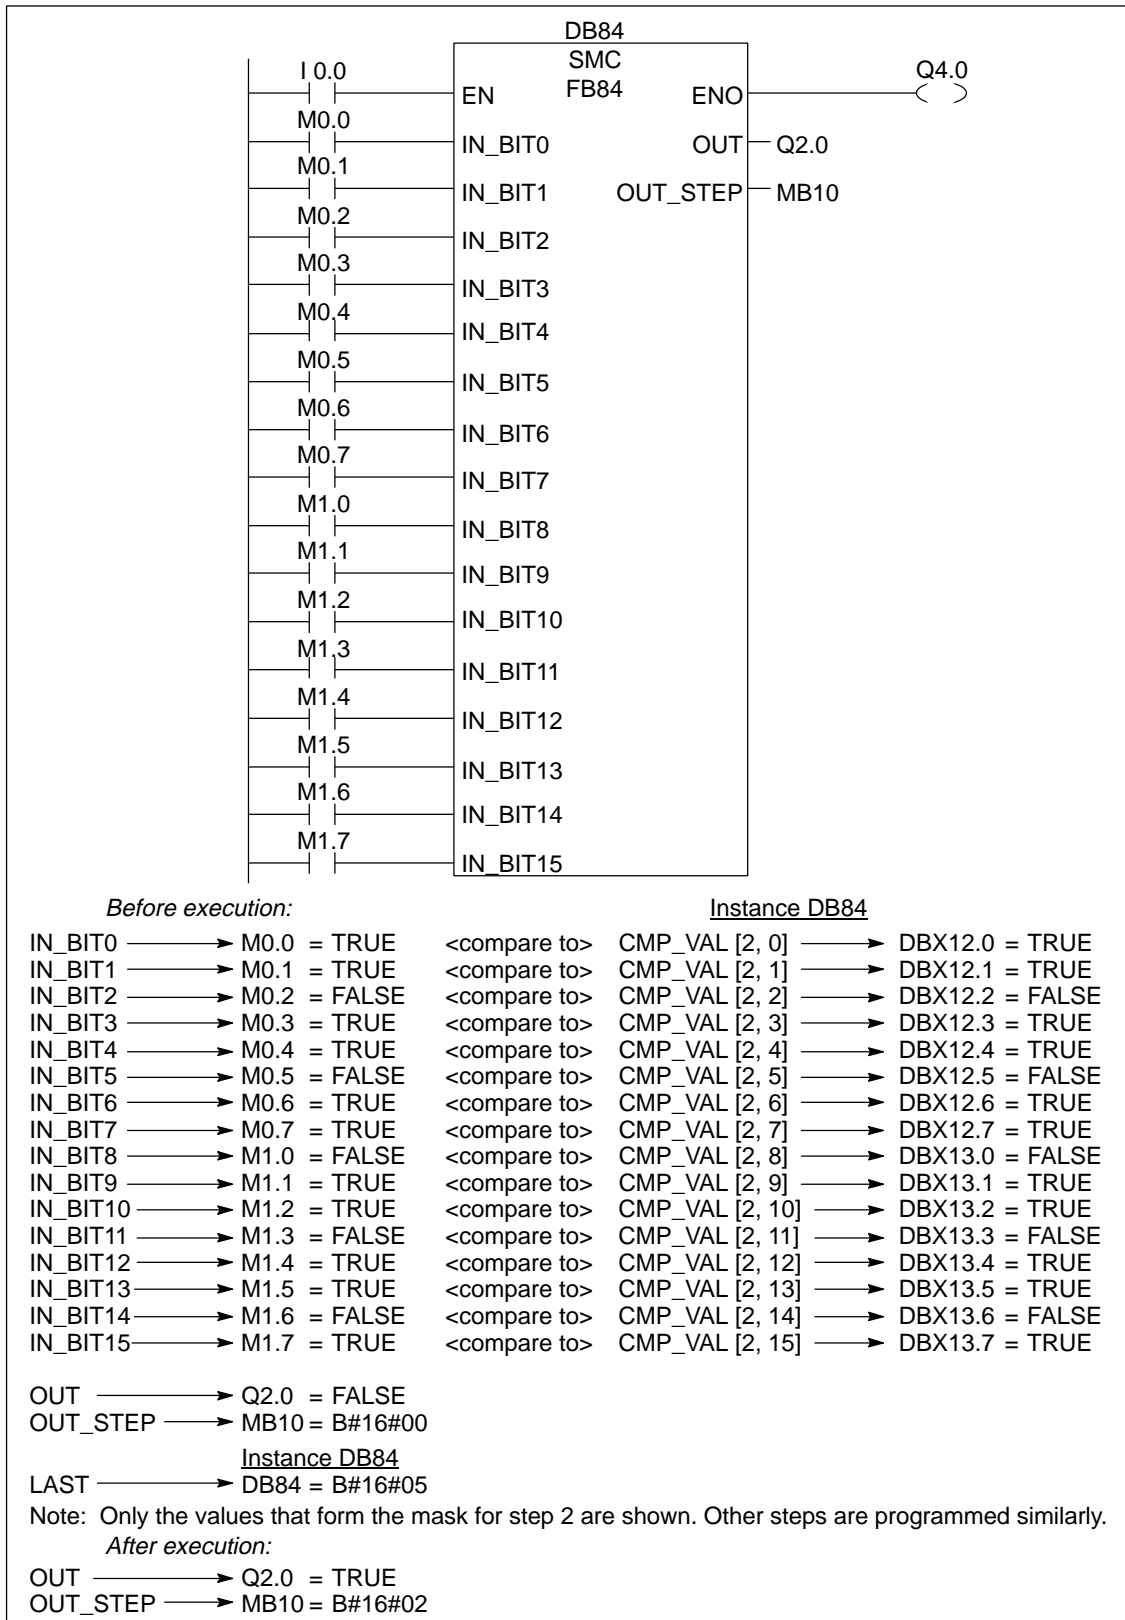 DB84
SMC
FB84
I 0.0
EN
ENO
Q4.0
M0.0
IN_BIT0
OUT
Q2.0
M0.1
IN_BIT1
OUT_STEP
MB10
M0.2
IN_BIT2
M0.3
IN_BIT3
M0.4
IN_BIT4
M0.5
IN_BIT5
M0.6
IN_BIT6
M0.7
IN_BIT7
M1.0
IN_BIT8
M1.1
IN_BIT9
M1.2
IN_BIT10
M1.3
IN_BIT11
M1.4
IN_BIT12
M1.5
IN_BIT13
M1.6
IN_BIT14
M1.7
IN_BIT15
Before execution: Instance DB84
IN_BIT0 M0.0 = TRUE <compare to> CMP_VAL [2, 0] DBX12.0 = TRUE
IN_BIT1 M0.1 = TRUE <compare to> CMP_VAL [2, 1] DBX12.1 = TRUE
IN_BIT2 M0.2 = FALSE <compare to> CMP_VAL [2, 2] DBX12.2 = FALSE
IN_BIT3 M0.3 = TRUE <compare to> CMP_VAL [2, 3] DBX12.3 = TRUE
IN_BIT4 M0.4 = TRUE <compare to> CMP_VAL [2, 4] DBX12.4 = TRUE
IN_BIT5 M0.5 = FALSE <compare to> CMP_VAL [2, 5] DBX12.5 = FALSE
IN_BIT6 M0.6 = TRUE <compare to> CMP_VAL [2, 6] DBX12.6 = TRUE
IN_BIT7 M0.7 = TRUE <compare to> CMP_VAL [2, 7] DBX12.7 = TRUE
IN_BIT8 M1.0 = FALSE <compare to> CMP_VAL [2, 8] DBX13.0 = FALSE
IN_BIT9 M1.1 = TRUE <compare to> CMP_VAL [2, 9] DBX13.1 = TRUE
IN_BIT10 M1.2 = TRUE <compare to> CMP_VAL [2, 10] DBX13.2 = TRUE
IN_BIT11 M1.3 = FALSE <compare to> CMP_VAL [2, 11] DBX13.3 = FALSE
IN_BIT12 M1.4 = TRUE <compare to> CMP_VAL [2, 12] DBX13.4 = TRUE
IN_BIT13 M1.5 = TRUE <compare to> CMP_VAL [2, 13] DBX13.5 = TRUE
IN_BIT14 M1.6 = FALSE <compare to> CMP_VAL [2, 14] DBX13.6 = FALSE
IN_BIT15 M1.7 = TRUE <compare to> CMP_VAL [2, 15] DBX13.7 = TRUE
OUT Q2.0 = FALSE
OUT_STEP MB10 = B#16#00
Instance DB84
LAST DB84 = B#16#05
Note: Only the values that form the mask for step 2 are shown. Other steps are programmed similarly.
After execution:
OUT Q2.0 = TRUE
OUT_STEP MB10 = B#16#02